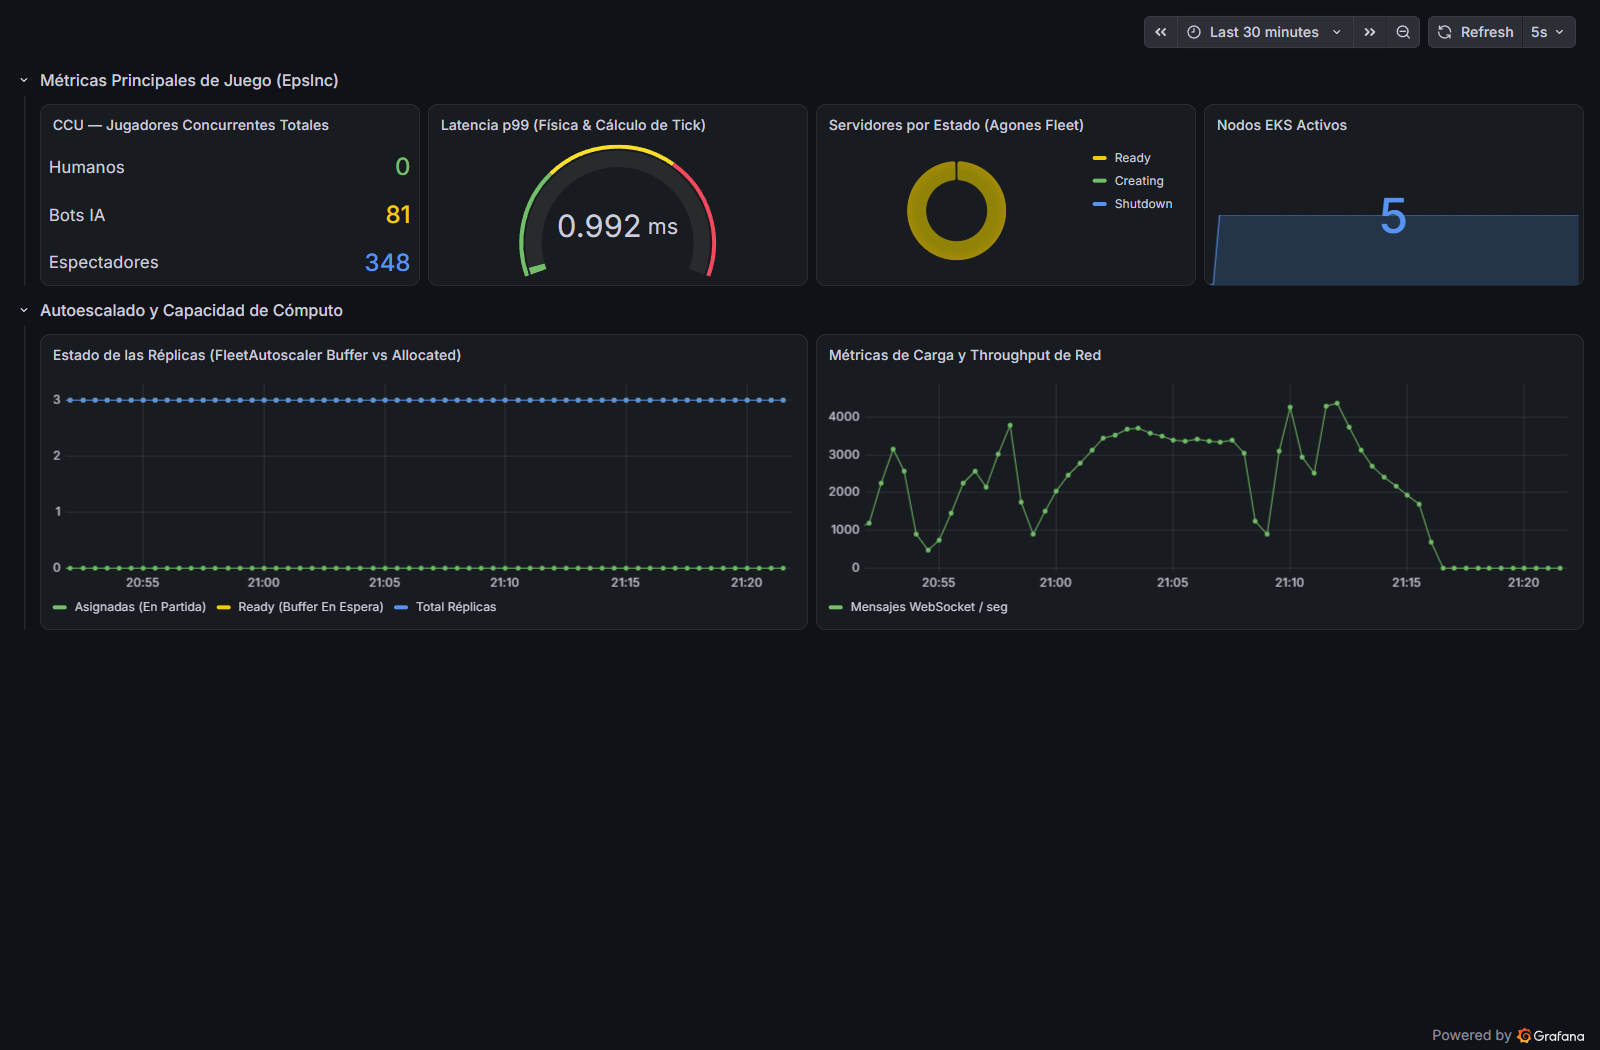 Last 30 minutes
Refresh
5s
Métricas Principales de Juego (EpsInc)
CCU — Jugadores Concurrentes Totales
Humanos 0
Bots IA 81
Espectadores 348
Latencia p99 (Física & Cálculo de Tick)
0.992 ms
Servidores por Estado (Agones Fleet)
Ready
Creating
Shutdown
Nodos EKS Activos
5
Autoescalado y Capacidad de Cómputo
Estado de las Réplicas (FleetAutoscaler Buffer vs Allocated)
3
2
1
0
20:55 21:00 21:05 21:10 21:15 21:20
Asignadas (En Partida) Ready (Buffer En Espera) Total Réplicas
Métricas de Carga y Throughput de Red
4000
3000
2000
1000
0
20:55 21:00 21:05 21:10 21:15 21:20
Mensajes WebSocket / seg
Powered by Grafana